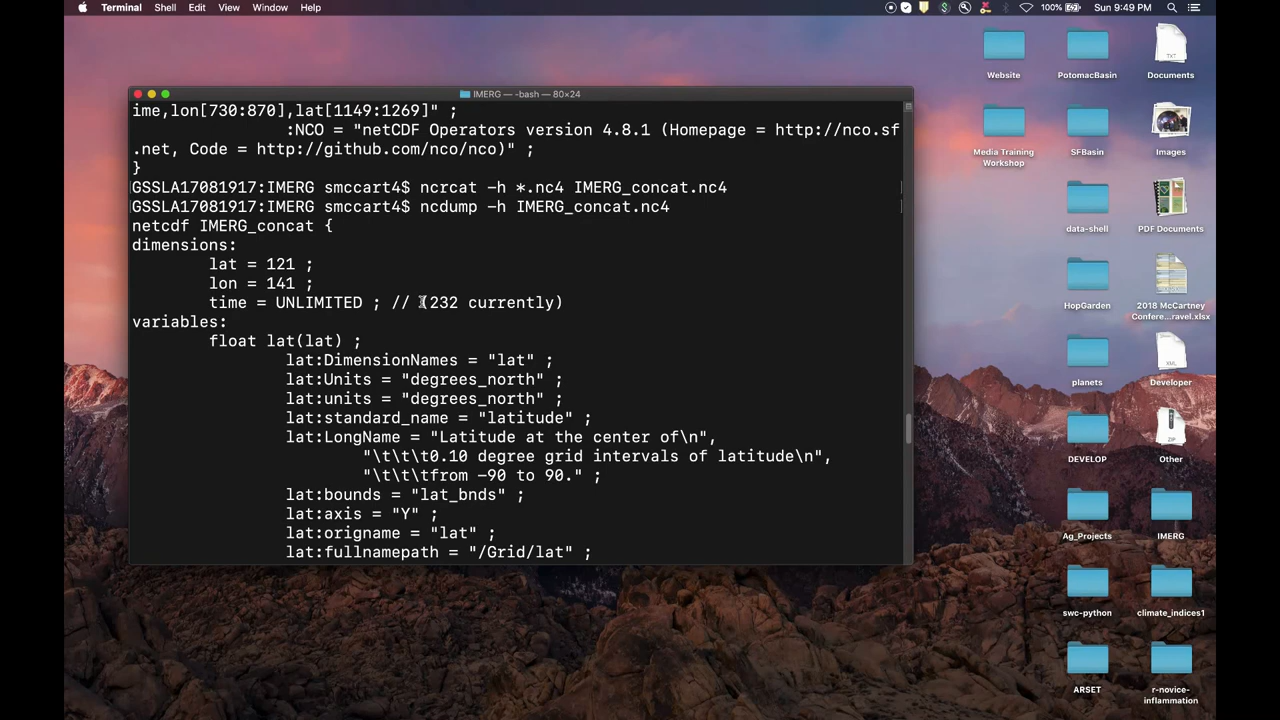 Terminal Shell Edit View Window Help 100% Sun 9:49 PM
IMERG — -bash — 80×24
ime,lon[730:870],lat[1149:1269]" ;
:NCO = "netCDF Operators version 4.8.1 (Homepage = http://nco.sf
.net, Code = http://github.com/nco/nco)" ;
}
GSSLA17081917:IMERG smccart4$ ncrcat -h *.nc4 IMERG_concat.nc4
GSSLA17081917:IMERG smccart4$ ncdump -h IMERG_concat.nc4
netcdf IMERG_concat {
dimensions:
lat = 121 ;
lon = 141 ;
time = UNLIMITED ; // (232 currently)
variables:
float lat(lat) ;
lat:DimensionNames = "lat" ;
lat:Units = "degrees_north" ;
lat:units = "degrees_north" ;
lat:standard_name = "latitude" ;
lat:LongName = "Latitude at the center of\n",
"\t\t\t0.10 degree grid intervals of latitude\n",
"\t\t\tfrom -90 to 90." ;
lat:bounds = "lat_bnds" ;
lat:axis = "Y" ;
lat:origname = "lat" ;
lat:fullnamepath = "/Grid/lat" ;
TXT
Website PotomacBasin Documents
Media Training
Workshop
SFBasin Images
data-shell PDF Documents
HopGarden
2018 McCartney
Confere...ravel.xlsx
XML
planets Developer
ZIP
DEVELOP Other
Ag_Projects IMERG
swc-python climate_indices1
ARSET
r-novice-
inflammation